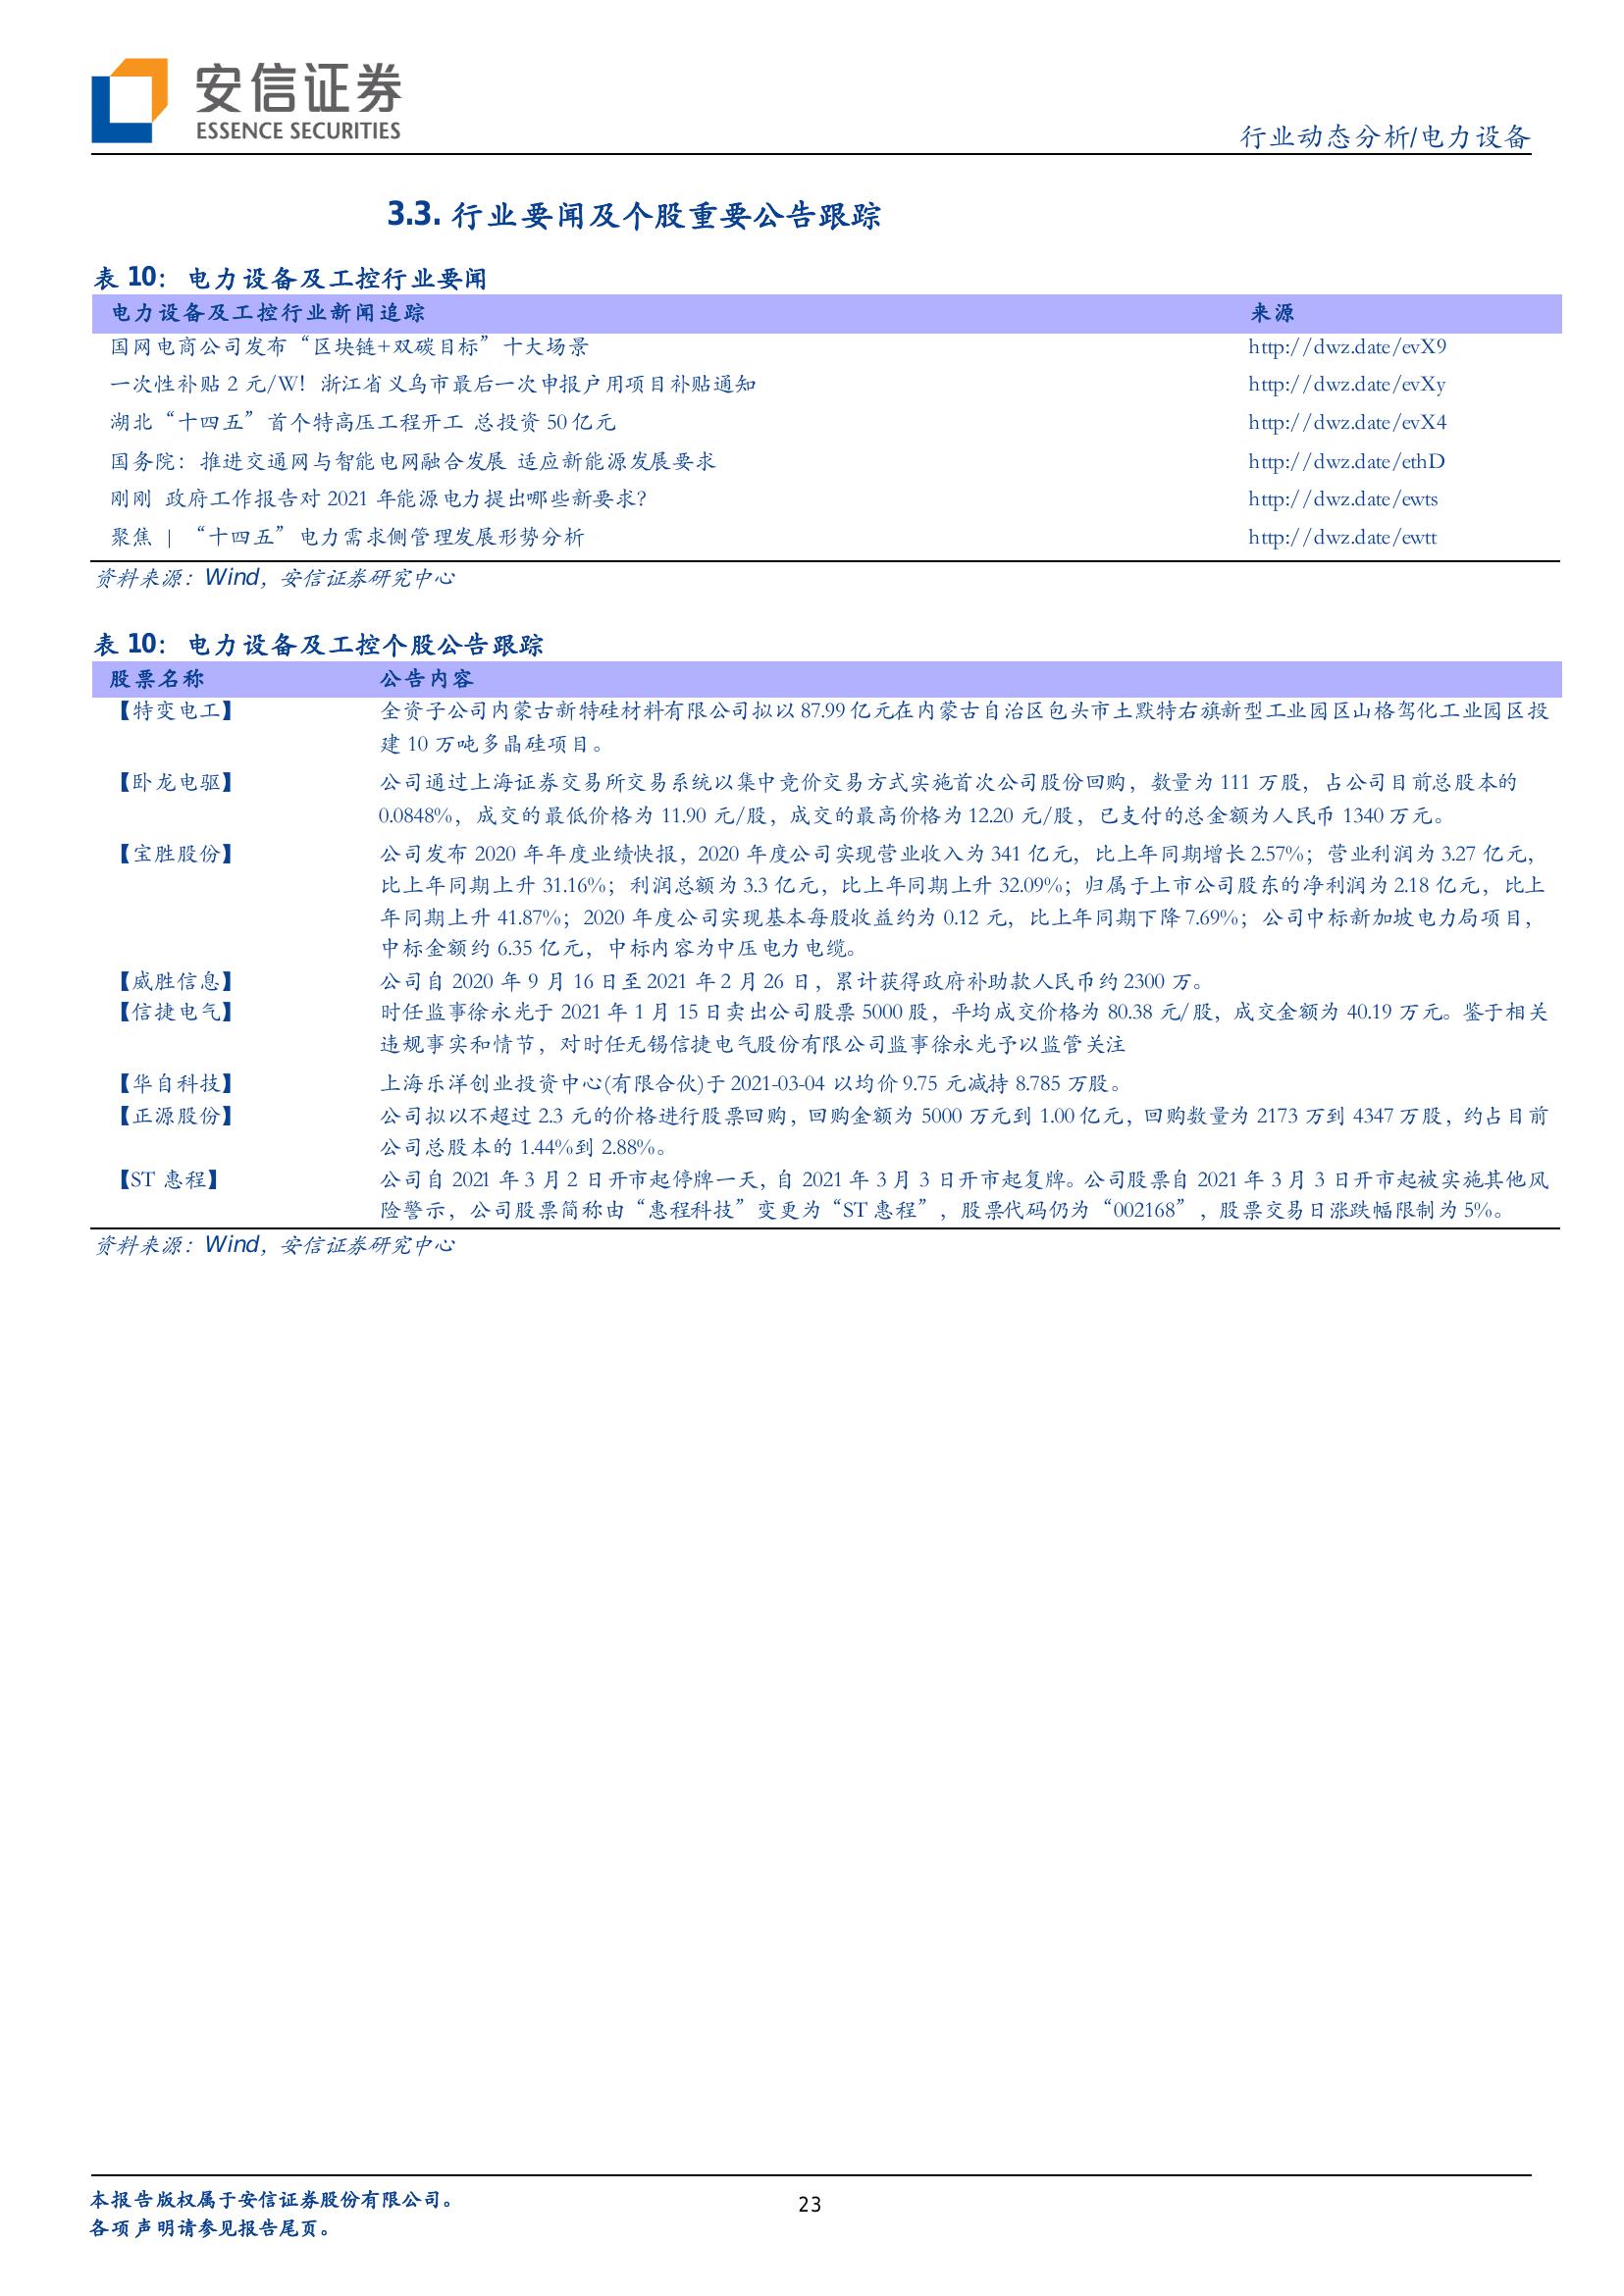 安信证券
ESSENCE SECURITIES
行业动态分析/电力设备
3.3. 行业要闻及个股重要公告跟踪
表 10： 电力设备及工控行业要闻
电力设备及工控行业新闻追踪 来源
国网电商公司发布“区块链+双碳目标”十大场景 http://dwz.date/evX9
一次性补贴 2 元/W！浙江省义乌市最后一次申报户用项目补贴通知 http://dwz.date/evXy
湖北“十四五”首个特高压工程开工 总投资 50 亿元 http://dwz.date/evX4
国务院：推进交通网与智能电网融合发展 适应新能源发展要求 http://dwz.date/ethD
刚刚 政府工作报告对 2021 年能源电力提出哪些新要求？ http://dwz.date/ewts
聚焦 | “十四五”电力需求侧管理发展形势分析 http://dwz.date/ewtt
资料来源：Wind，安信证券研究中心
表 10： 电力设备及工控个股公告跟踪
股票名称 公告内容
【特变电工】 全资子公司内蒙古新特硅材料有限公司拟以 87.99 亿元在内蒙古自治区包头市土默特右旗新型工业园区山格驾化工业园区投
建 10 万吨多晶硅项目。
【卧龙电驱】 公司通过上海证券交易所交易系统以集中竞价交易方式实施首次公司股份回购，数量为 111 万股，占公司目前总股本的
0.0848%，成交的最低价格为 11.90 元/股，成交的最高价格为 12.20 元/股，已支付的总金额为人民币 1340 万元。
【宝胜股份】 公司发布 2020 年年度业绩快报，2020 年度公司实现营业收入为 341 亿元，比上年同期增长 2.57%；营业利润为 3.27 亿元，
比上年同期上升 31.16%；利润总额为 3.3 亿元，比上年同期上升 32.09%；归属于上市公司股东的净利润为 2.18 亿元，比上
年同期上升 41.87%；2020 年度公司实现基本每股收益约为 0.12 元，比上年同期下降 7.69%；公司中标新加坡电力局项目，
中标金额约 6.35 亿元，中标内容为中压电力电缆。
【威胜信息】 公司自 2020 年 9 月 16 日至 2021 年 2 月 26 日，累计获得政府补助款人民币约 2300 万。
【信捷电气】 时任监事徐永光于 2021 年 1 月 15 日卖出公司股票 5000 股，平均成交价格为 80.38 元/股，成交金额为 40.19 万元。鉴于相关
违规事实和情节，对时任无锡信捷电气股份有限公司监事徐永光予以监管关注
【华自科技】 上海乐洋创业投资中心(有限合伙)于 2021-03-04 以均价 9.75 元减持 8.785 万股。
【正源股份】 公司拟以不超过 2.3 元的价格进行股票回购，回购金额为 5000 万元到 1.00 亿元，回购数量为 2173 万到 4347 万股，约占目前
公司总股本的 1.44%到 2.88%。
【ST 惠程】 公司自 2021 年 3 月 2 日开市起停牌一天，自 2021 年 3 月 3 日开市起复牌。公司股票自 2021 年 3 月 3 日开市起被实施其他风
险警示，公司股票简称由“惠程科技”变更为“ST 惠程”，股票代码仍为“002168”，股票交易日涨跌幅限制为 5%。
资料来源：Wind，安信证券研究中心
本报告版权属于安信证券股份有限公司。
各项声明请参见报告尾页。
23